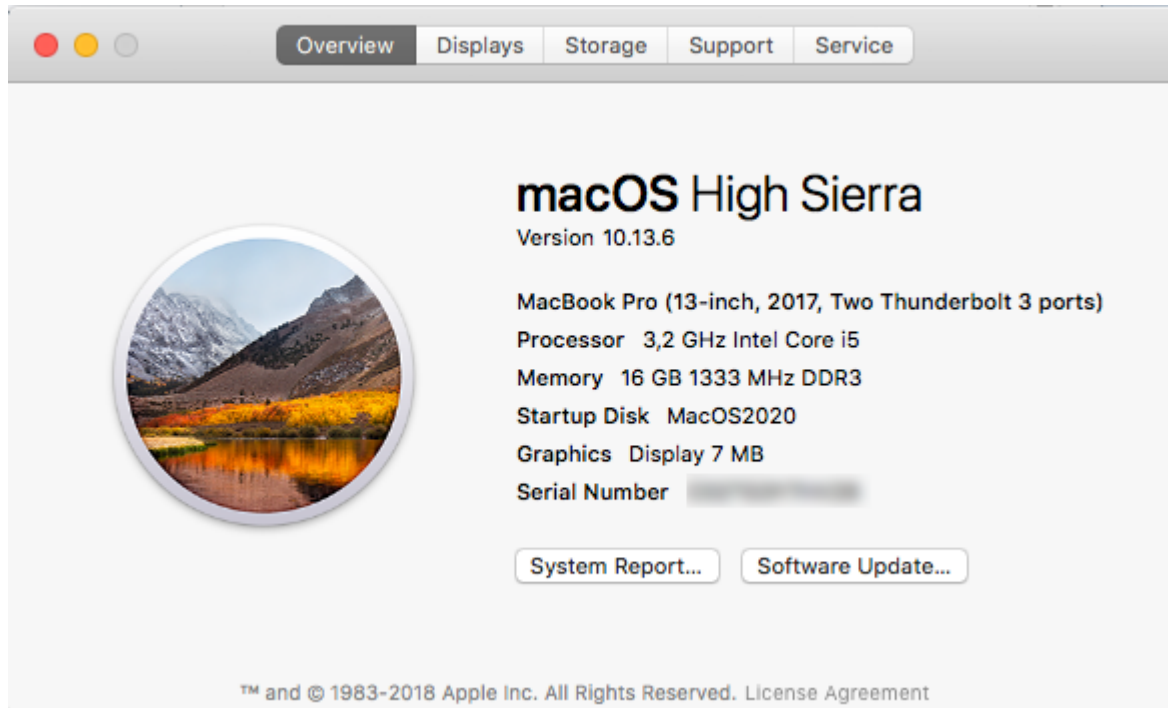 Overview Displays Storage Support Service
macOS High Sierra
Version 10.13.6
MacBook Pro (13-inch, 2017, Two Thunderbolt 3 ports)
Processor 3,2 GHz Intel Core i5
Memory 16 GB 1333 MHz DDR3
Startup Disk MacOS2020
Graphics Display 7 MB
Serial Number
System Report... Software Update...
™ and © 1983-2018 Apple Inc. All Rights Reserved. License Agreement